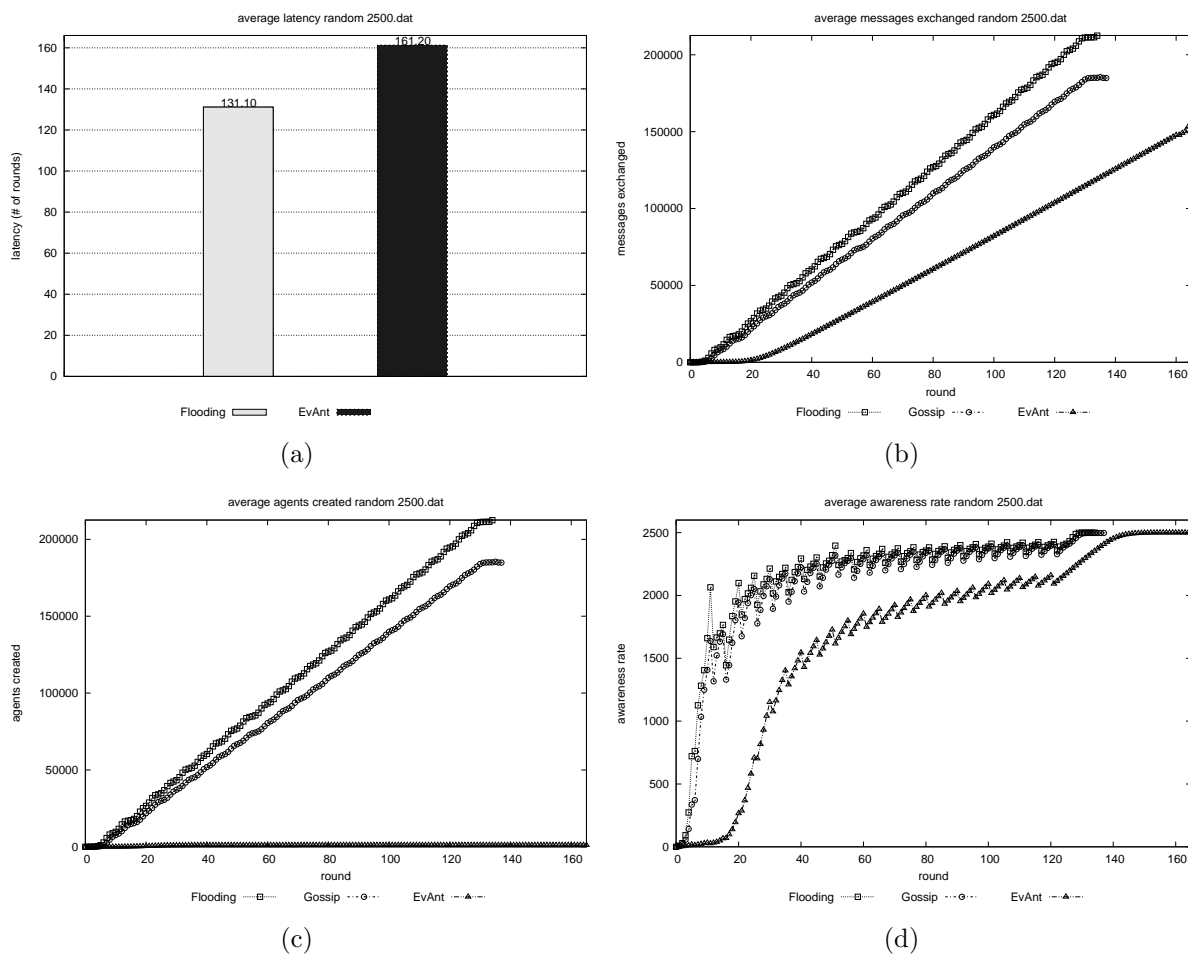 average latency random 2500.dat
160
140
120
100
80
60
40
20
0
latency (# of rounds)
131.10
161.20
Flooding
EvAnt
(a)
average messages exchanged random 2500.dat
200000
150000
100000
50000
0
messages exchanged
0 20 40 60 80 100 120 140 160
round
Flooding Gossip EvAnt
(b)
average agents created random 2500.dat
200000
150000
100000
50000
0
agents created
0 20 40 60 80 100 120 140 160
round
Flooding Gossip EvAnt
(c)
average awareness rate random 2500.dat
2500
2000
1500
1000
500
0
awareness rate
0 20 40 60 80 100 120 140 160
round
Flooding Gossip EvAnt
(d)